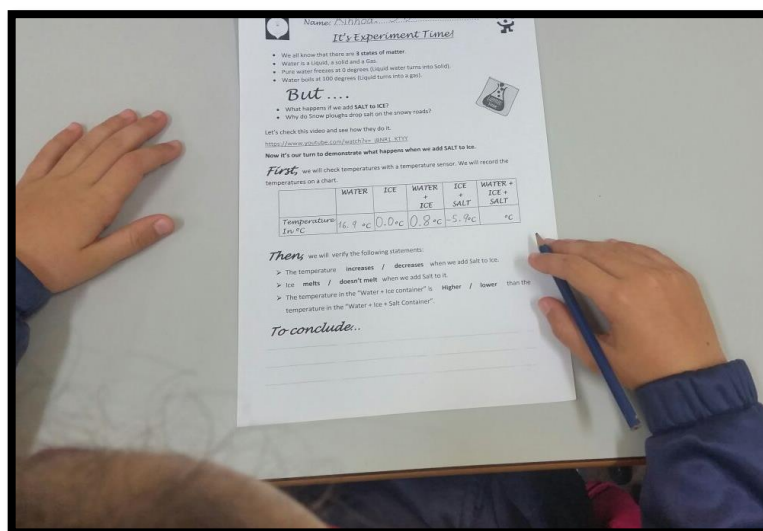 Name:
It's Experiment Time!
• We all know that there are 3 states of matter.
• Water is a Liquid, a solid and a Gas.
• Pure water freezes at 0 degrees (Liquid water turns into Solid).
• Water boils at 100 degrees (Liquid turns into a gas).
But ....
• What happens if we add SALT to ICE?
• Why do Snow ploughs drop salt on the snowy roads?
Let's check this video and see how they do it.
https://www.youtube.com/watch?v=
Now it's our turn to demonstrate what happens when we add SALT to Ice.
First, we will check temperatures with a temperature sensor. We will record the
temperatures on a chart.
WATER ICE WATER + ICE ICE + SALT WATER + ICE + SALT
Temperature In °C 16.9 °C 0.0 °C 0.8 °C -5.9 °C °C
Then, we will verify the following statements:
➢ The temperature increases / decreases when we add Salt to Ice.
➢ Ice melts / doesn't melt when we add Salt to it.
➢ The temperature in the "Water + Ice container" is Higher / lower than the
temperature in the "Water + Ice + Salt Container".
To conclude...